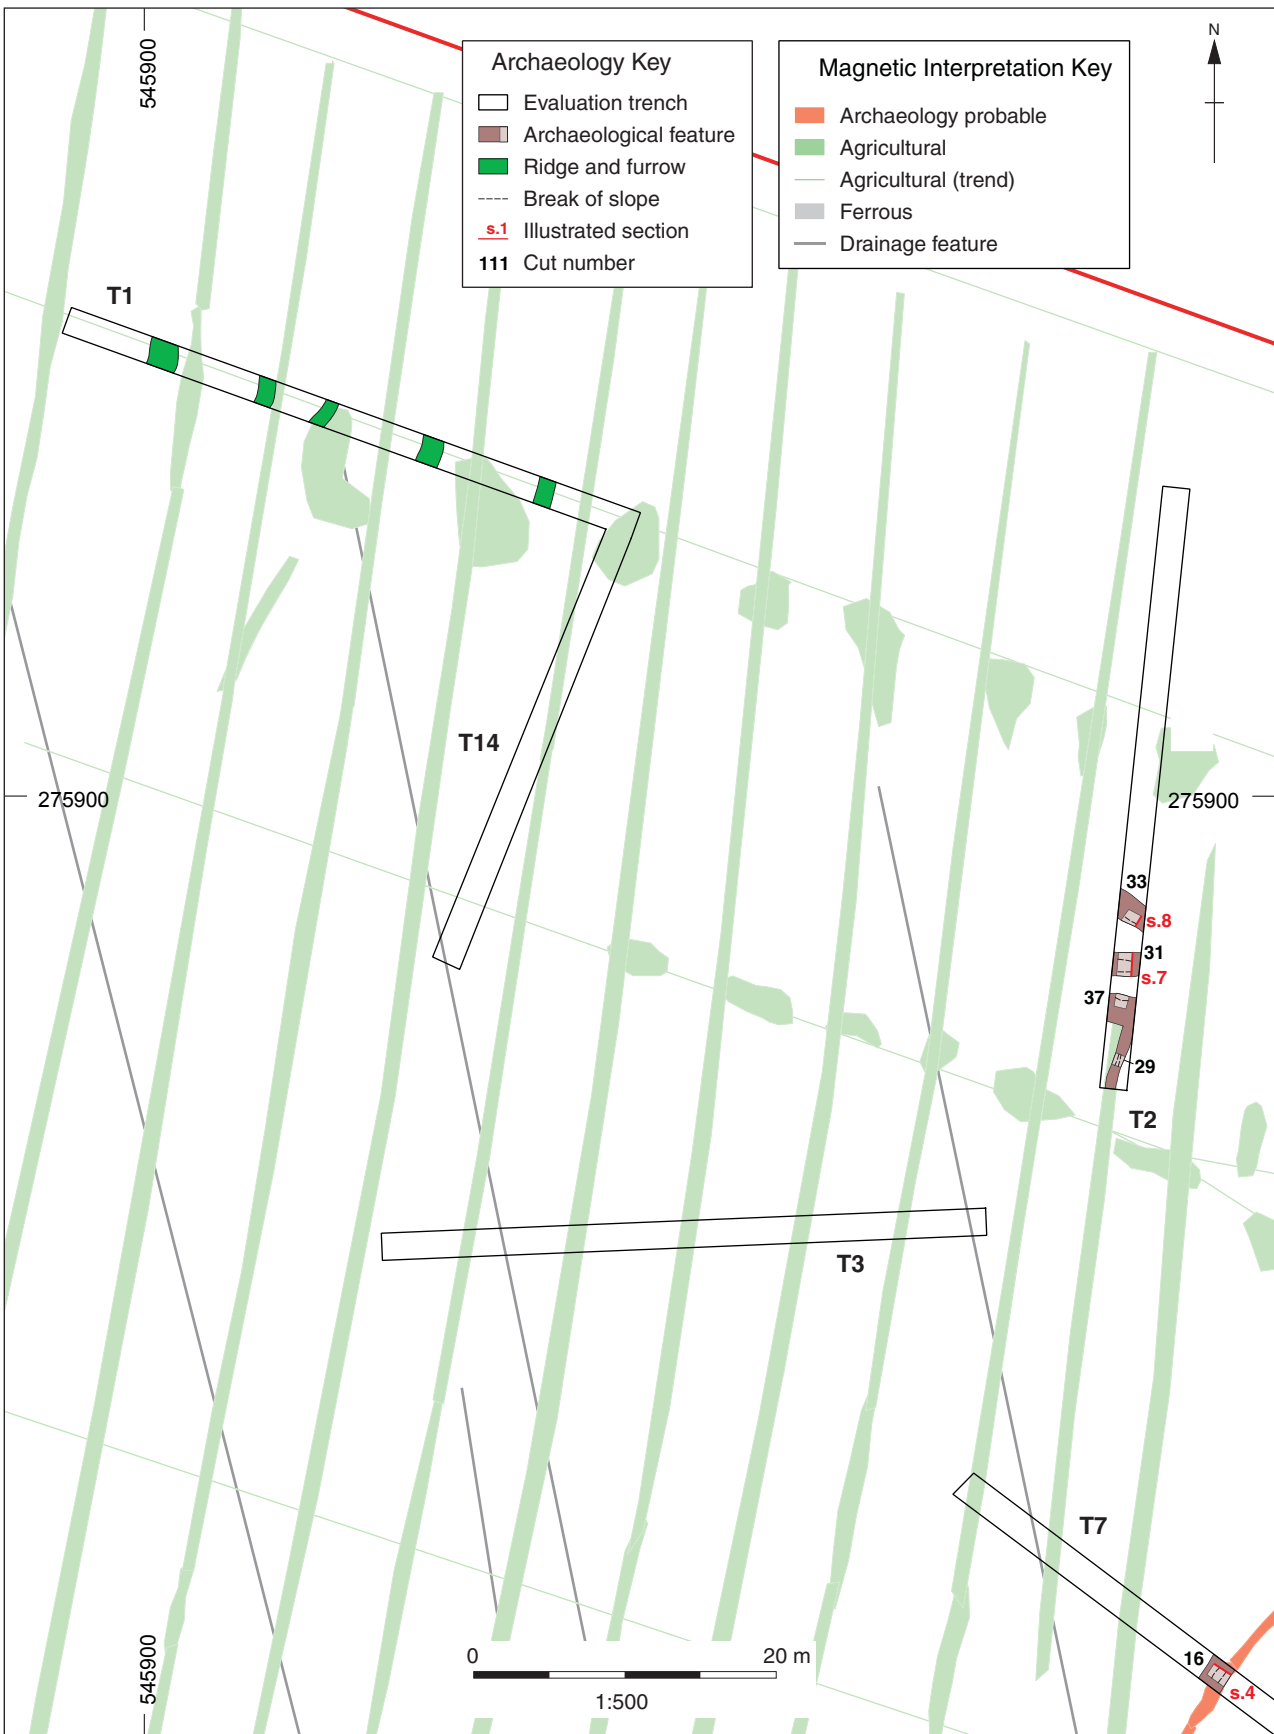 545900
Archaeology Key
Evaluation trench
Archaeological feature
Ridge and furrow
Break of slope
s.1 Illustrated section
111 Cut number
Magnetic Interpretation Key
Archaeology probable
Agricultural
Agricultural (trend)
Ferrous
Drainage feature
N
T1
T14
275900
275900
33
s.8
31
s.7
37
29
T2
T3
T7
16
s.4
545900
0 20 m
1:500